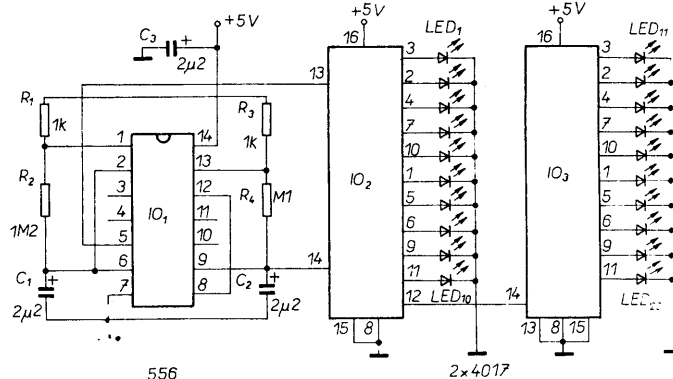 +5V
C3
2µ2
R1
1k
R3
1k
R2
1M2
R4
M1
C1
2µ2
C2
2µ2
+
+
+
IO1
1
2
3
4
5
6
7
14
13
12
11
10
9
8
556
+5V
16
13
14
IO2
3
2
4
7
10
1
5
6
9
11
12
15
8
LED1
LED10
2×4017
+5V
16
14
IO3
3
2
4
7
10
1
5
6
9
11
13
8
15
LED11